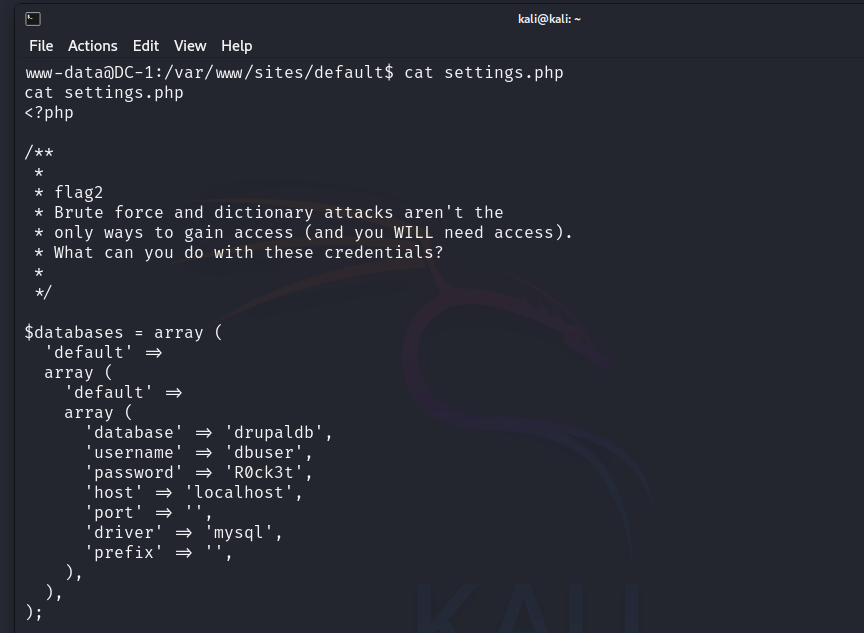 kali@kali: ~
File Actions Edit View Help
www-data@DC-1:/var/www/sites/default$ cat settings.php
cat settings.php
<?php
/**
 *
 * flag2
 * Brute force and dictionary attacks aren't the
 * only ways to gain access (and you WILL need access).
 * What can you do with these credentials?
 *
 */
$databases = array (
  'default' =>
  array (
    'default' =>
    array (
      'database' => 'drupaldb',
      'username' => 'dbuser',
      'password' => 'R0ck3t',
      'host' => 'localhost',
      'port' => '',
      'driver' => 'mysql',
      'prefix' => '',
    ),
  ),
);
KALI